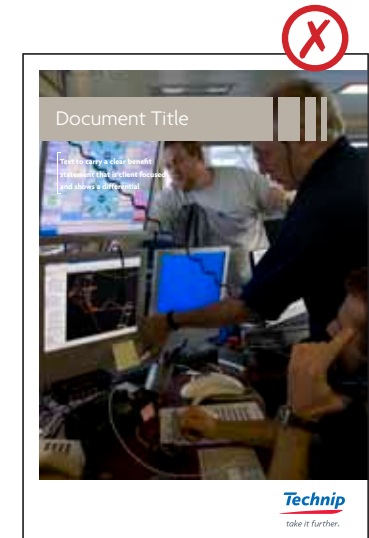 Document Title
Text to carry a clear benefit
statement that is client focused
and shows a differential
Technip
take it further.